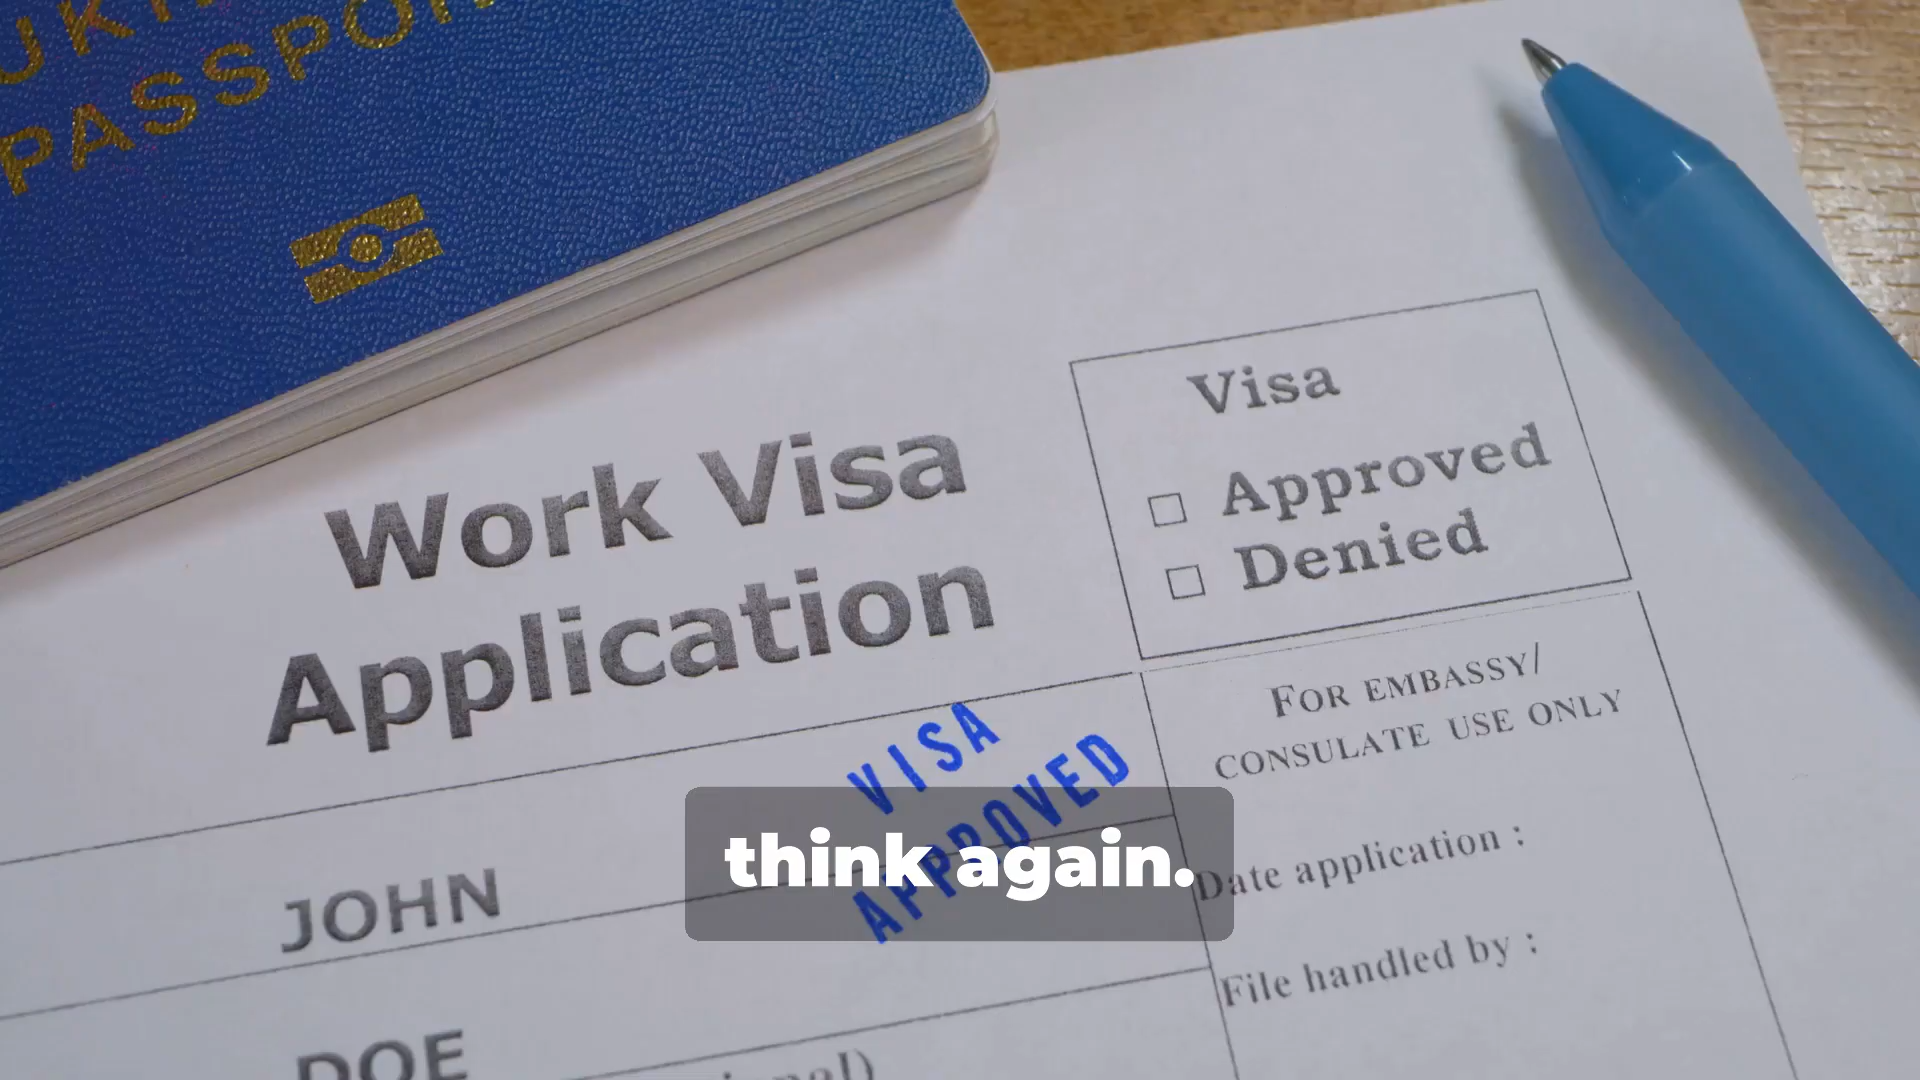 PASSPORT
Work Visa
Application
Visa
☐ Approved
☐ Denied
FOR EMBASSY/
CONSULATE USE ONLY
VISA
APPROVED
think again.
Date application :
JOHN
File handled by :
DOE